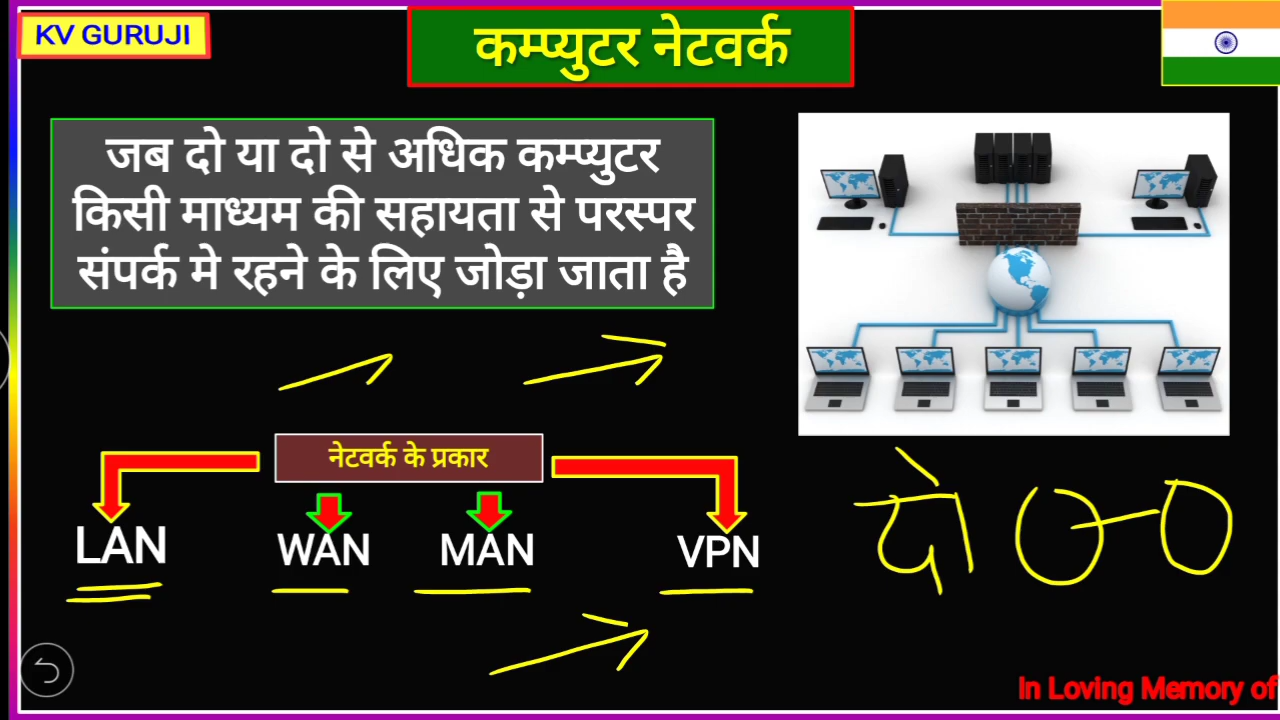 KV GURUJI
कम्प्युटर नेटवर्क
जब दो या दो से अधिक कम्प्युटर
किसी माध्यम की सहायता से परस्पर
संपर्क मे रहने के लिए जोड़ा जाता है
नेटवर्क के प्रकार
LAN WAN MAN VPN
दो
In Loving Memory of